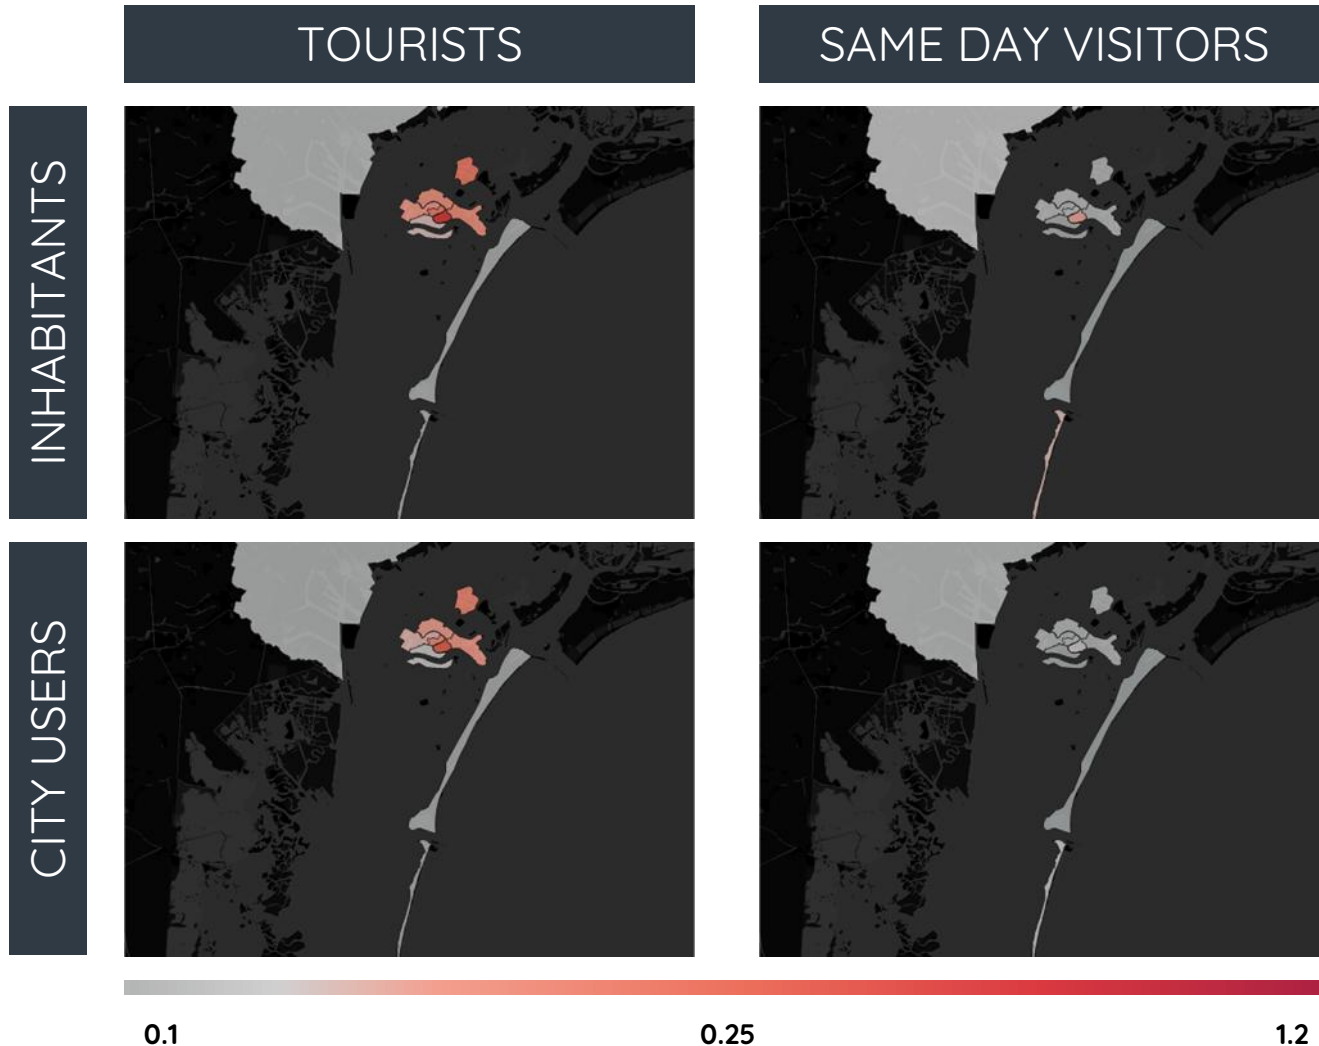 TOURISTS
SAME DAY VISITORS
INHABITANTS
CITY USERS
0.1
0.25
1.2